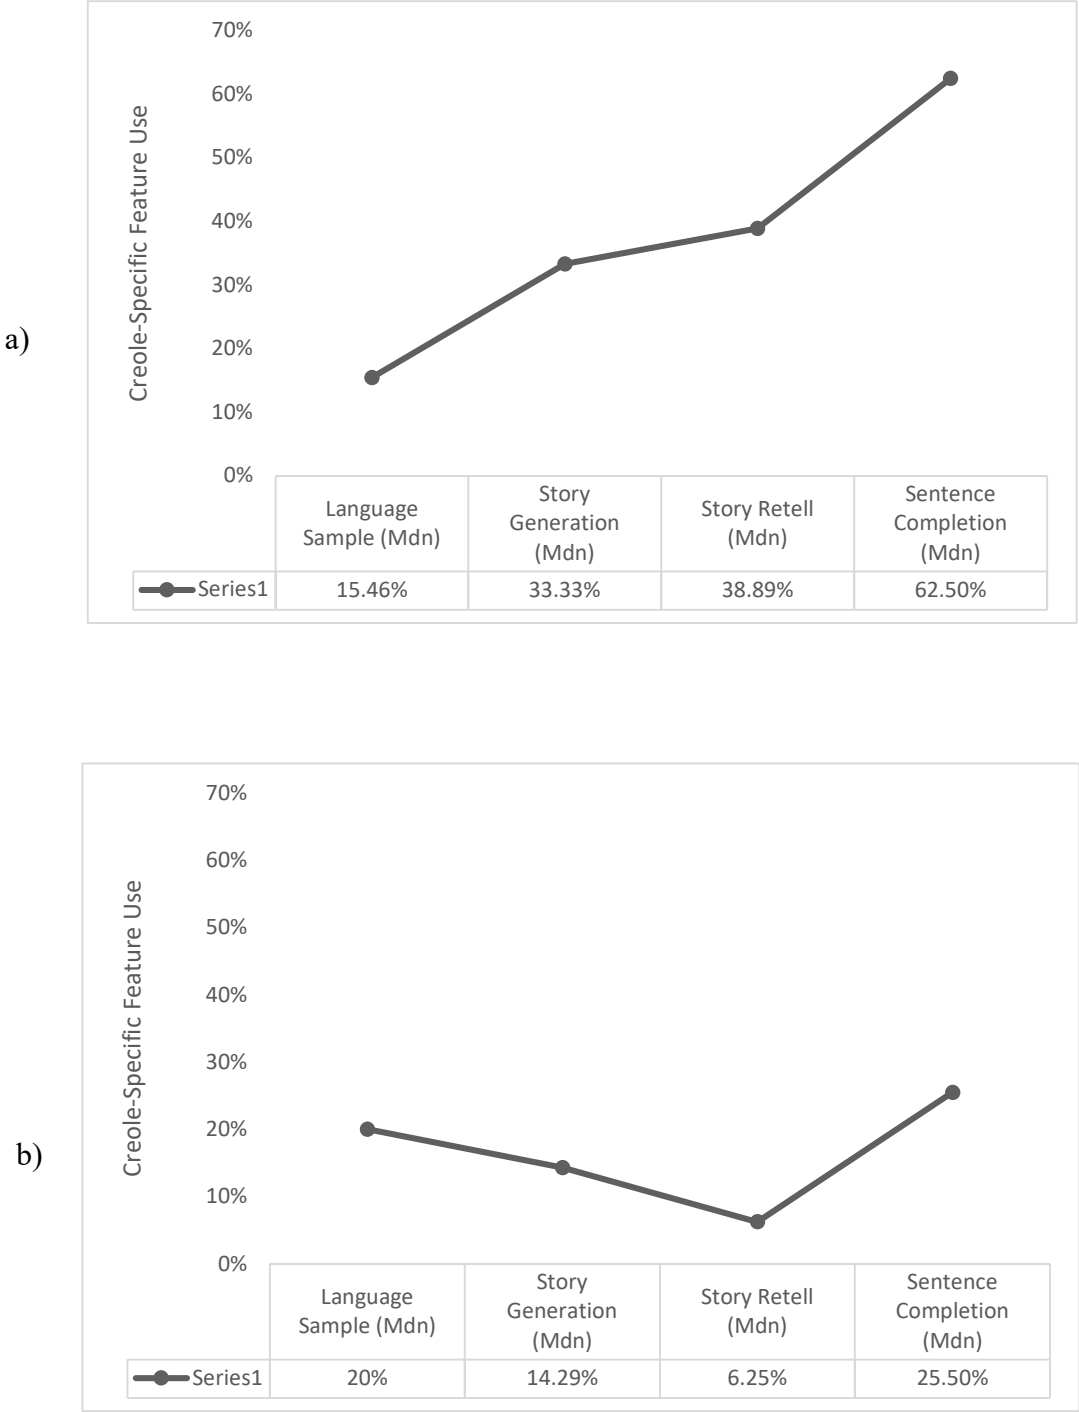 70%
60%
50%
40%
30%
20%
10%
0%
Creole-Specific Feature Use
a)
Language
Sample (Mdn)
Story
Generation
(Mdn)
Story Retell
(Mdn)
Sentence
Completion
(Mdn)
Series1 15.46% 33.33% 38.89% 62.50%
70%
60%
50%
40%
30%
20%
10%
0%
Creole-Specific Feature Use
b)
Language
Sample (Mdn)
Story
Generation
(Mdn)
Story Retell
(Mdn)
Sentence
Completion
(Mdn)
Series1 20% 14.29% 6.25% 25.50%